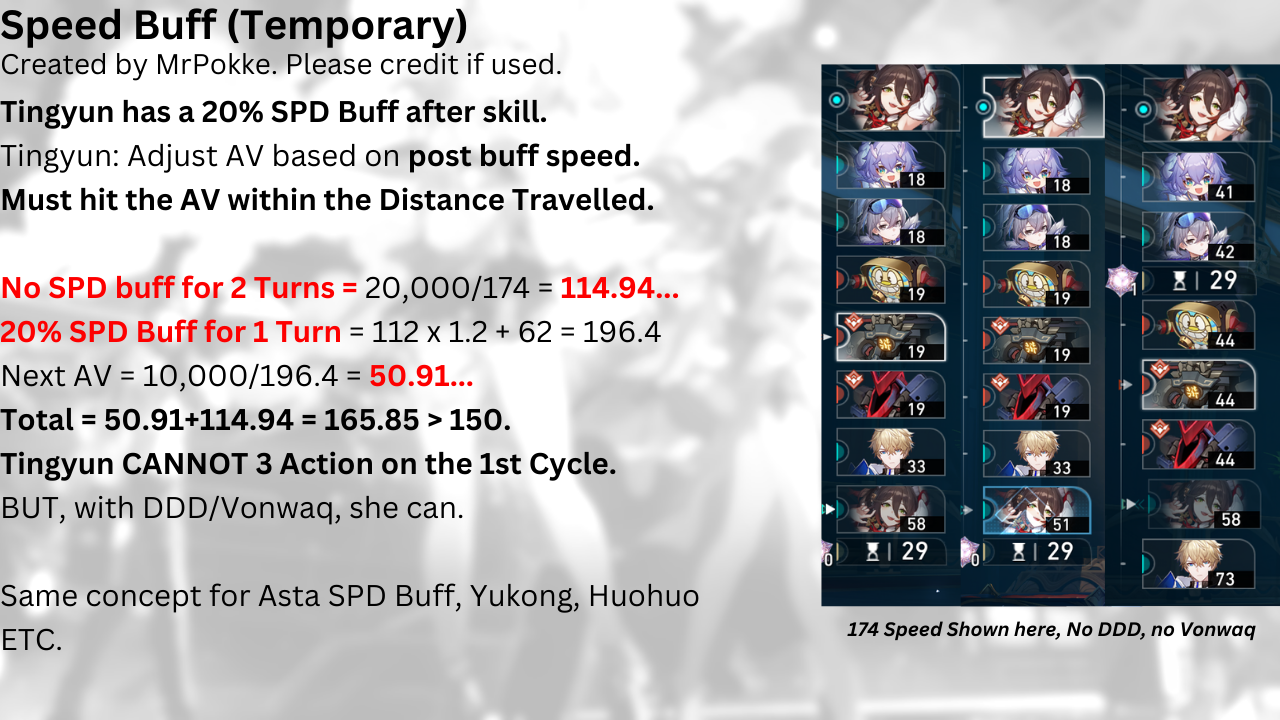 Speed Buff (Temporary)
Created by MrPokke. Please credit if used.
Tingyun has a 20% SPD Buff after skill.
Tingyun: Adjust AV based on post buff speed.
Must hit the AV within the Distance Travelled.
No SPD buff for 2 Turns = 20,000/174 = 114.94...
20% SPD Buff for 1 Turn = 112 x 1.2 + 62 = 196.4
Next AV = 10,000/196.4 = 50.91...
Total = 50.91+114.94 = 165.85 > 150.
Tingyun CANNOT 3 Action on the 1st Cycle.
BUT, with DDD/Vonwaq, she can.
Same concept for Asta SPD Buff, Yukong, Huohuo
ETC.
18
18
19
19
19
33
58
0
29
18
18
19
19
19
33
51
0
29
41
42
1
29
44
44
44
58
73
174 Speed Shown here, No DDD, no Vonwaq